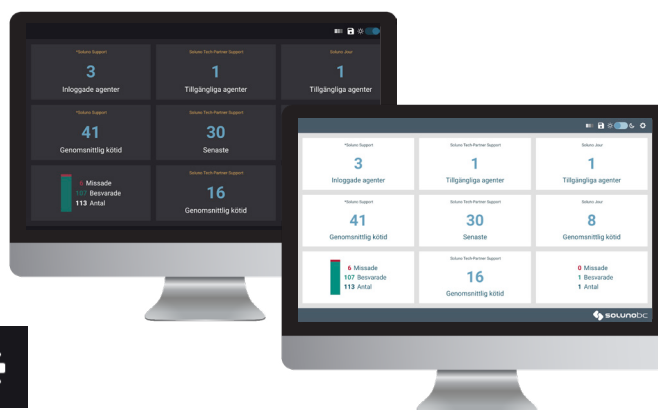 *Soluno Support
3
Inloggade agenter
Soluno Tech-Partner Support
1
Tillgängliga agenter
Soluno Jour
1
Tillgängliga agenter
*Soluno Support
41
Genomsnittlig kötid
Soluno Tech-Partner Support
30
Senaste
6 Missade
107 Besvarade
113 Antal
Soluno Tech-Partner Support
16
Genomsnittlig kötid
*Soluno Support
3
Inloggade agenter
Soluno Tech-Partner Support
1
Tillgängliga agenter
Soluno Jour
1
Tillgängliga agenter
*Soluno Support
41
Genomsnittlig kötid
Soluno Tech-Partner Support
30
Senaste
Soluno Jour
8
Genomsnittlig kötid
6 Missade
107 Besvarade
113 Antal
Soluno Tech-Partner Support
16
Genomsnittlig kötid
0 Missade
1 Besvarade
1 Antal
solunobc